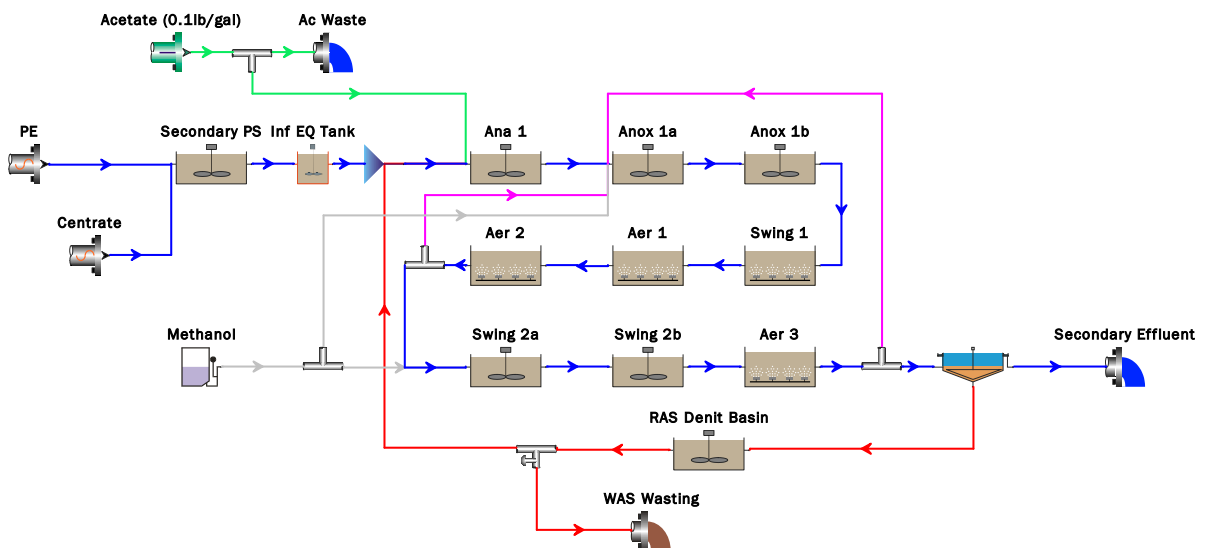 Acetate (0.1lb/gal)
Ac Waste
PE
Secondary PS
Inf EQ Tank
Ana 1
Anox 1a
Anox 1b
Centrate
Aer 2
Aer 1
Swing 1
Methanol
Swing 2a
Swing 2b
Aer 3
Secondary Effluent
RAS Denit Basin
WAS Wasting